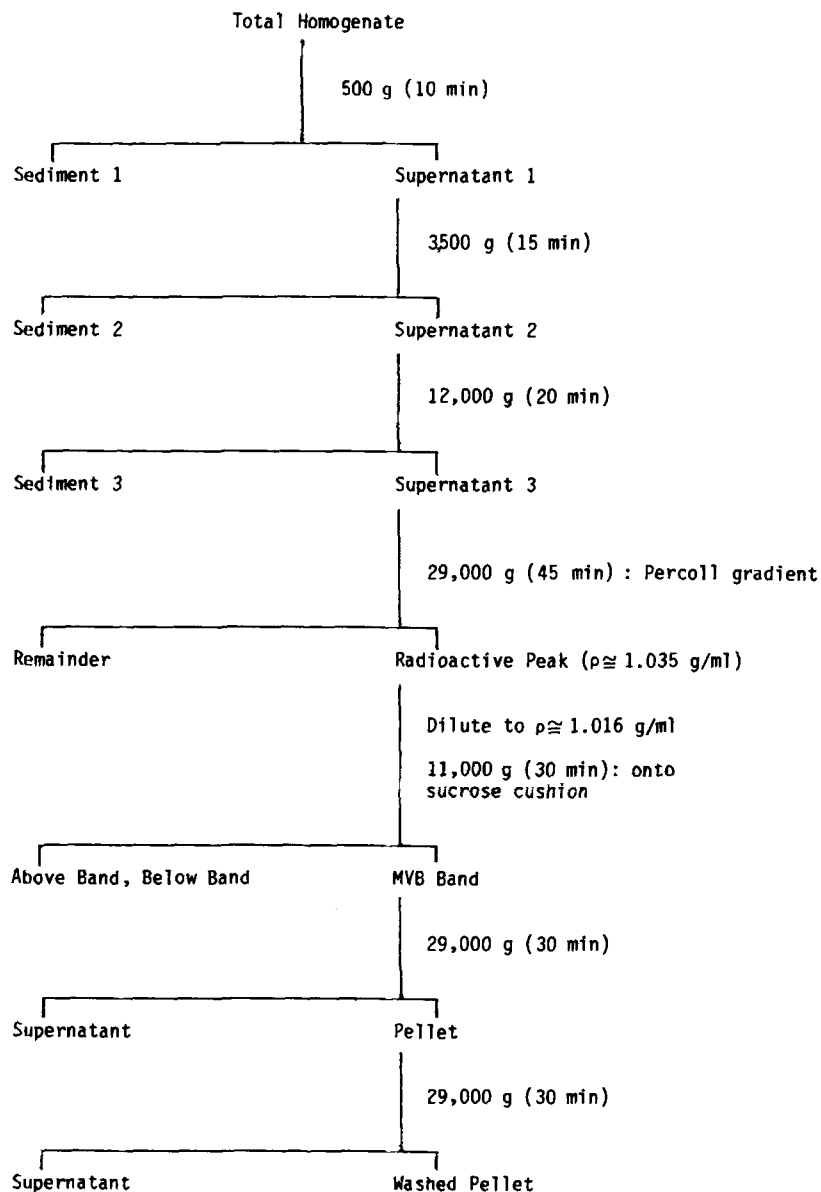 Total Homogenate
500 g (10 min)
Sediment 1
Supernatant 1
3,500 g (15 min)
Sediment 2
Supernatant 2
12,000 g (20 min)
Sediment 3
Supernatant 3
29,000 g (45 min) : Percoll gradient
Remainder
Radioactive Peak (ρ≅ 1.035 g/ml)
Dilute to ρ≅ 1.016 g/ml
11,000 g (30 min): onto
sucrose cushion
Above Band, Below Band
MVB Band
29,000 g (30 min)
Supernatant
Pellet
29,000 g (30 min)
Supernatant
Washed Pellet